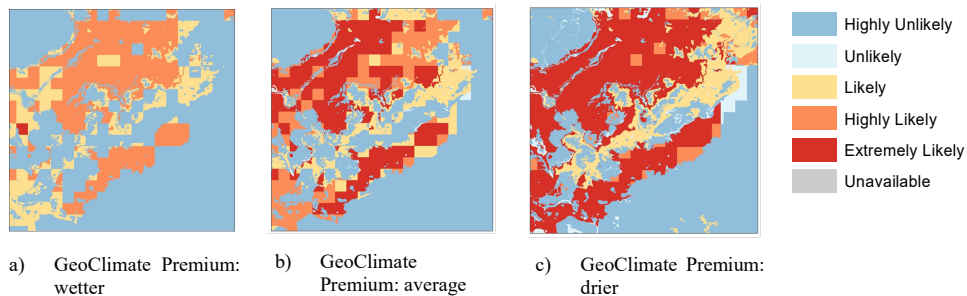 Highly Unlikely
Unlikely
Likely
Highly Likely
Extremely Likely
Unavailable
a) GeoClimate Premium:
wetter
b) GeoClimate
Premium: average
c) GeoClimate Premium:
drier